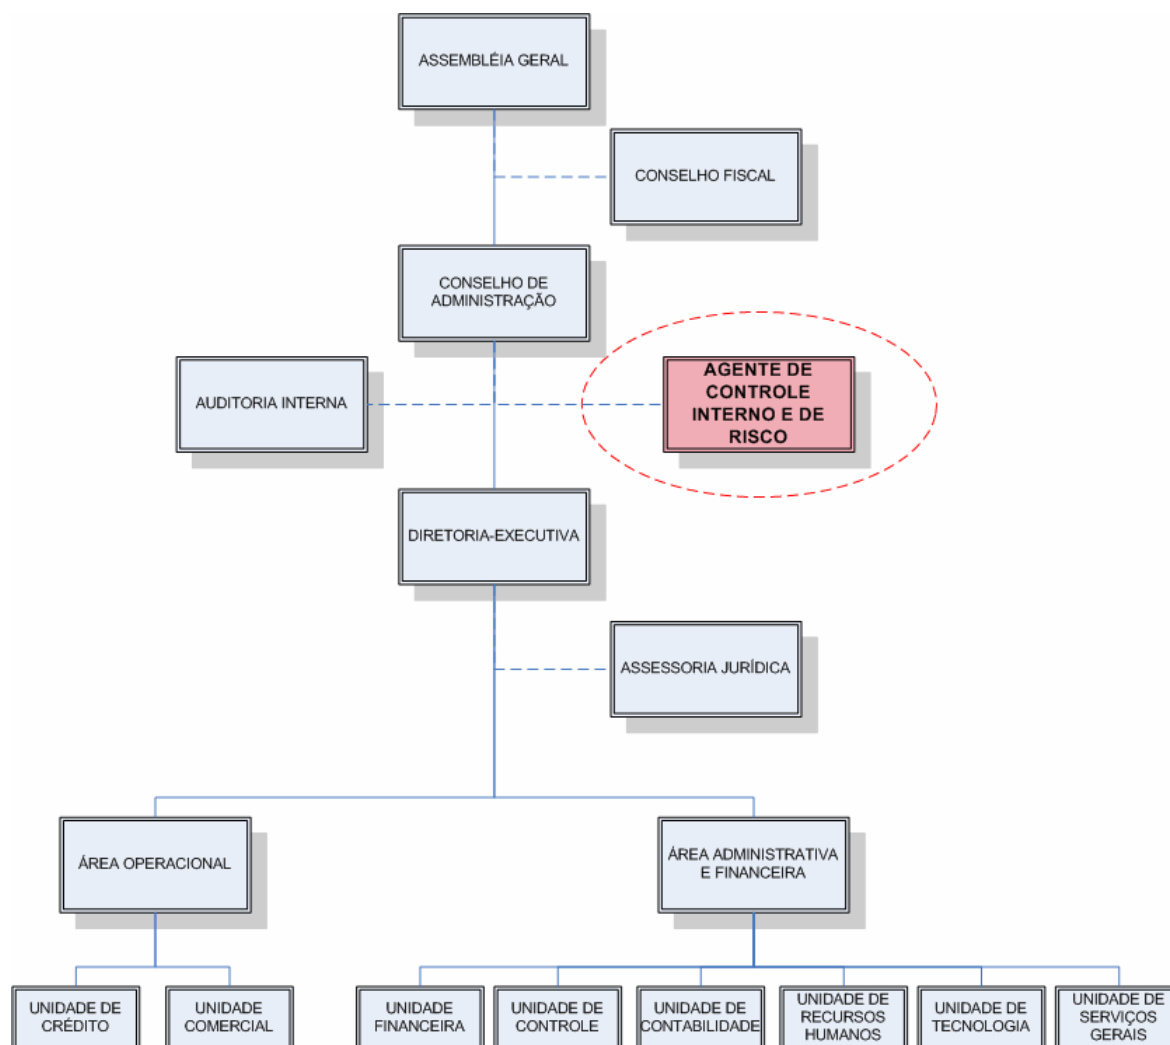 ASSEMBLÉIA GERAL
CONSELHO FISCAL
CONSELHO DE
ADMINISTRAÇÃO
AUDITORIA INTERNA
AGENTE DE
CONTROLE
INTERNO E DE
RISCO
DIRETORIA-EXECUTIVA
ASSESSORIA JURÍDICA
ÁREA OPERACIONAL
ÁREA ADMINISTRATIVA
E FINANCEIRA
UNIDADE DE
CRÉDITO
UNIDADE
COMERCIAL
UNIDADE
FINANCEIRA
UNIDADE DE
CONTROLE
UNIDADE DE
CONTABILIDADE
UNIDADE DE
RECURSOS
HUMANOS
UNIDADE DE
TECNOLOGIA
UNIDADE DE
SERVIÇOS
GERAIS